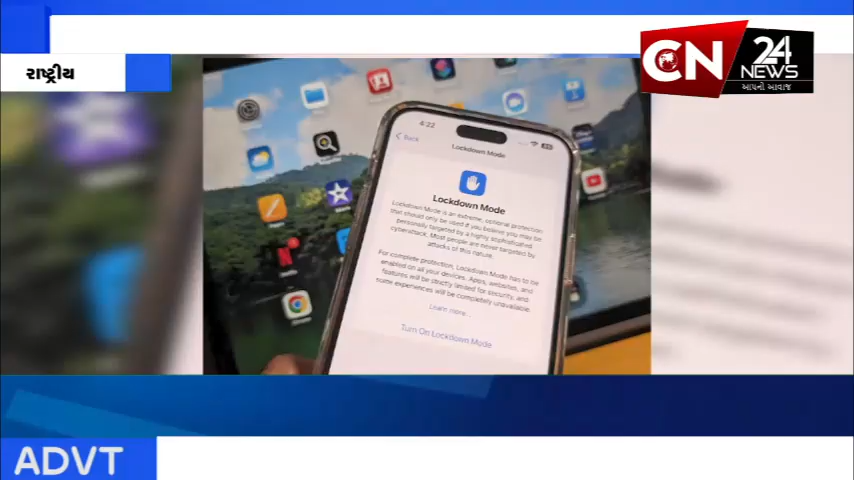 રાષ્ટ્રીય
CN 24 NEWS
આપનો અવાજ
4:22
Back
Lockdown Mode
Lockdown Mode
Lockdown Mode is an extreme, optional protection
that should only be used if you believe you may be
personally targeted by a highly sophisticated
cyberattack. Most people are never targeted by
attacks of this nature.
For complete protection, Lockdown Mode has to be
enabled on all your devices. Apps, websites, and
features will be strictly limited for security, and
some experiences will be completely unavailable.
Learn more...
Turn On Lockdown Mode
ADVT